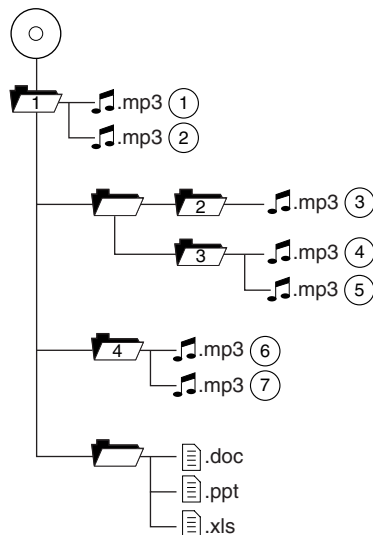 1 .mp3 1
.mp3 2
2 .mp3 3
3 .mp3 4
.mp3 5
4 .mp3 6
.mp3 7
.doc
.ppt
.xls